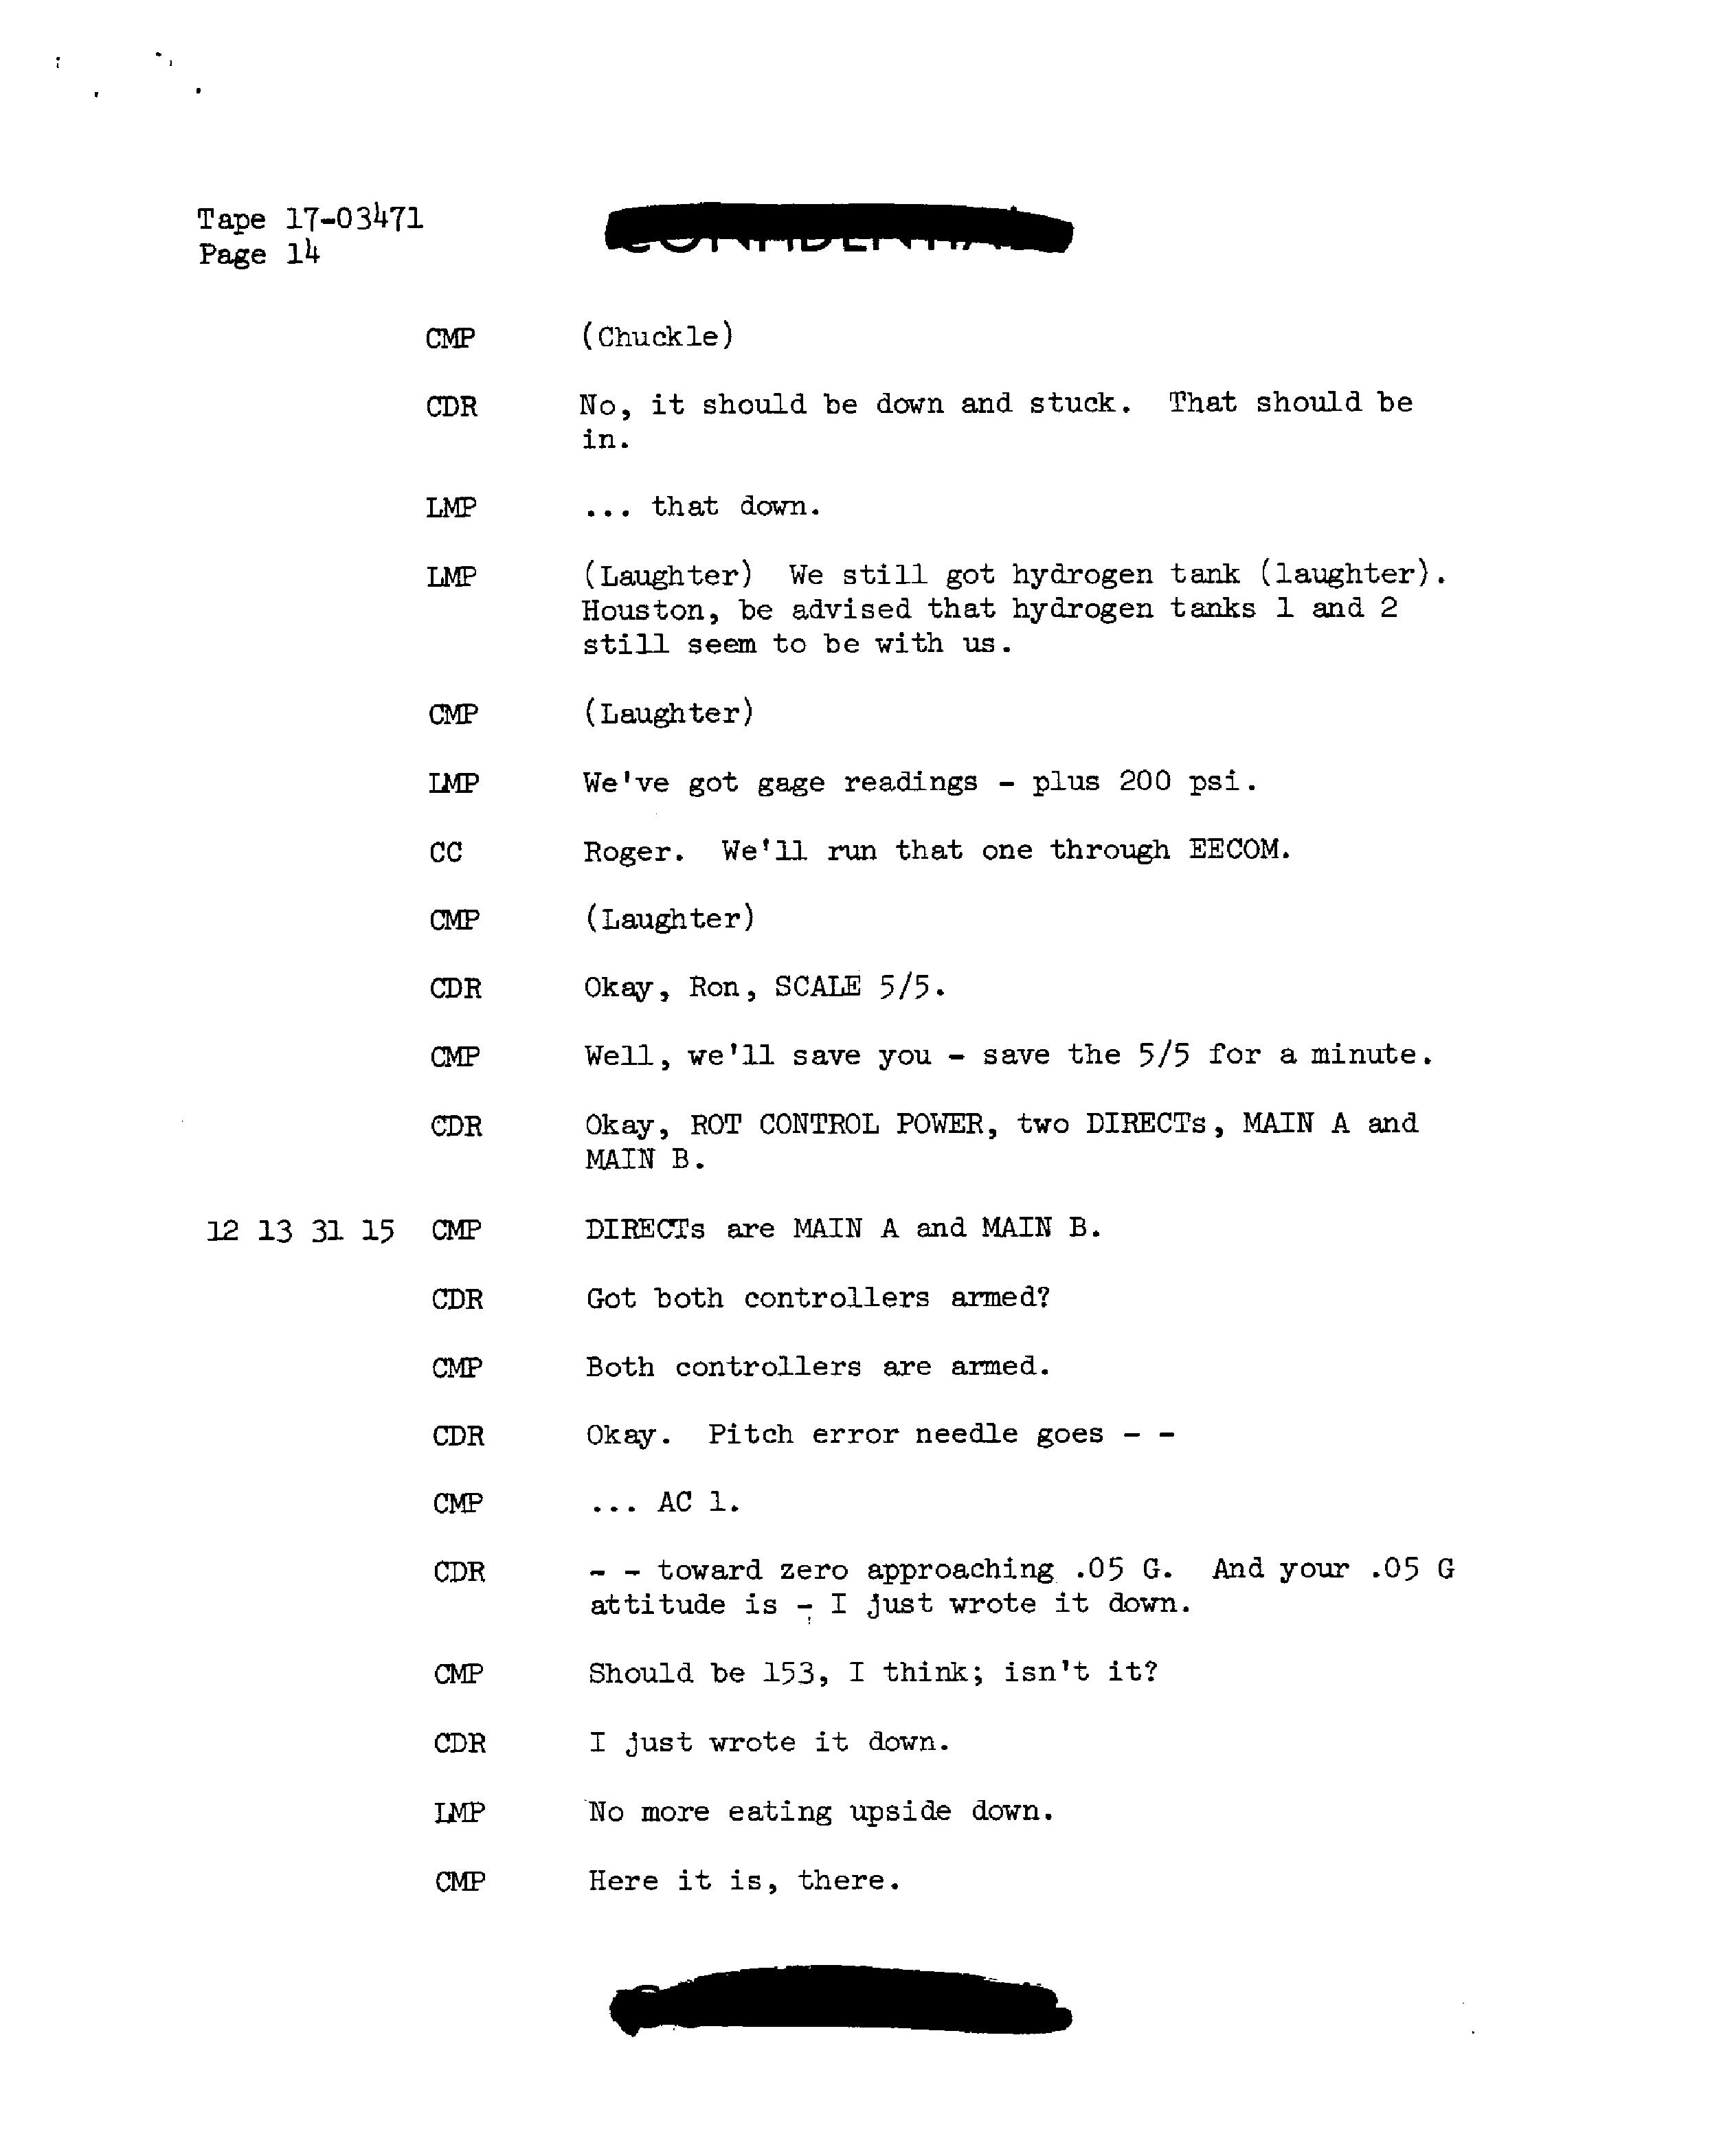 Tape 17-03471
Page 14
CMP (Chuckle)
CDR No, it should be down and stuck. That should be
in.
LMP ... that down.
LMP (Laughter) We still got hydrogen tank (laughter).
Houston, be advised that hydrogen tanks 1 and 2
still seem to be with us.
CMP (Laughter)
LMP We've got gage readings - plus 200 psi.
CC Roger. We'll run that one through EECOM.
CMP (Laughter)
CDR Okay, Ron, SCALE 5/5.
CMP Well, we'll save you - save the 5/5 for a minute.
CDR Okay, ROT CONTROL POWER, two DIRECTs, MAIN A and
MAIN B.
12 13 31 15 CMP DIRECTs are MAIN A and MAIN B.
CDR Got both controllers armed?
CMP Both controllers are armed.
CDR Okay. Pitch error needle goes - -
CMP ... AC 1.
CDR - - toward zero approaching .05 G. And your .05 G
attitude is - I just wrote it down.
CMP Should be 153, I think; isn't it?
CDR I just wrote it down.
LMP No more eating upside down.
CMP Here it is, there.